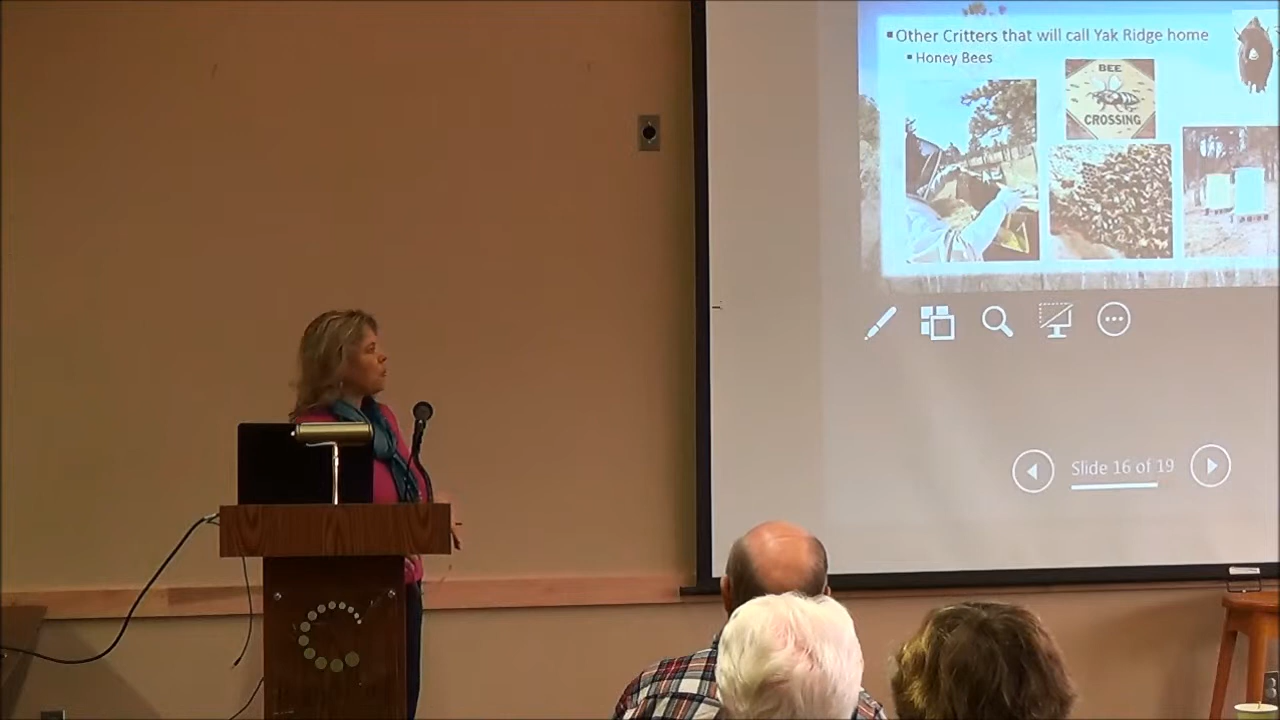 Other Critters that will call Yak Ridge home
Honey Bees
BEE
CROSSING
Slide 16 of 19